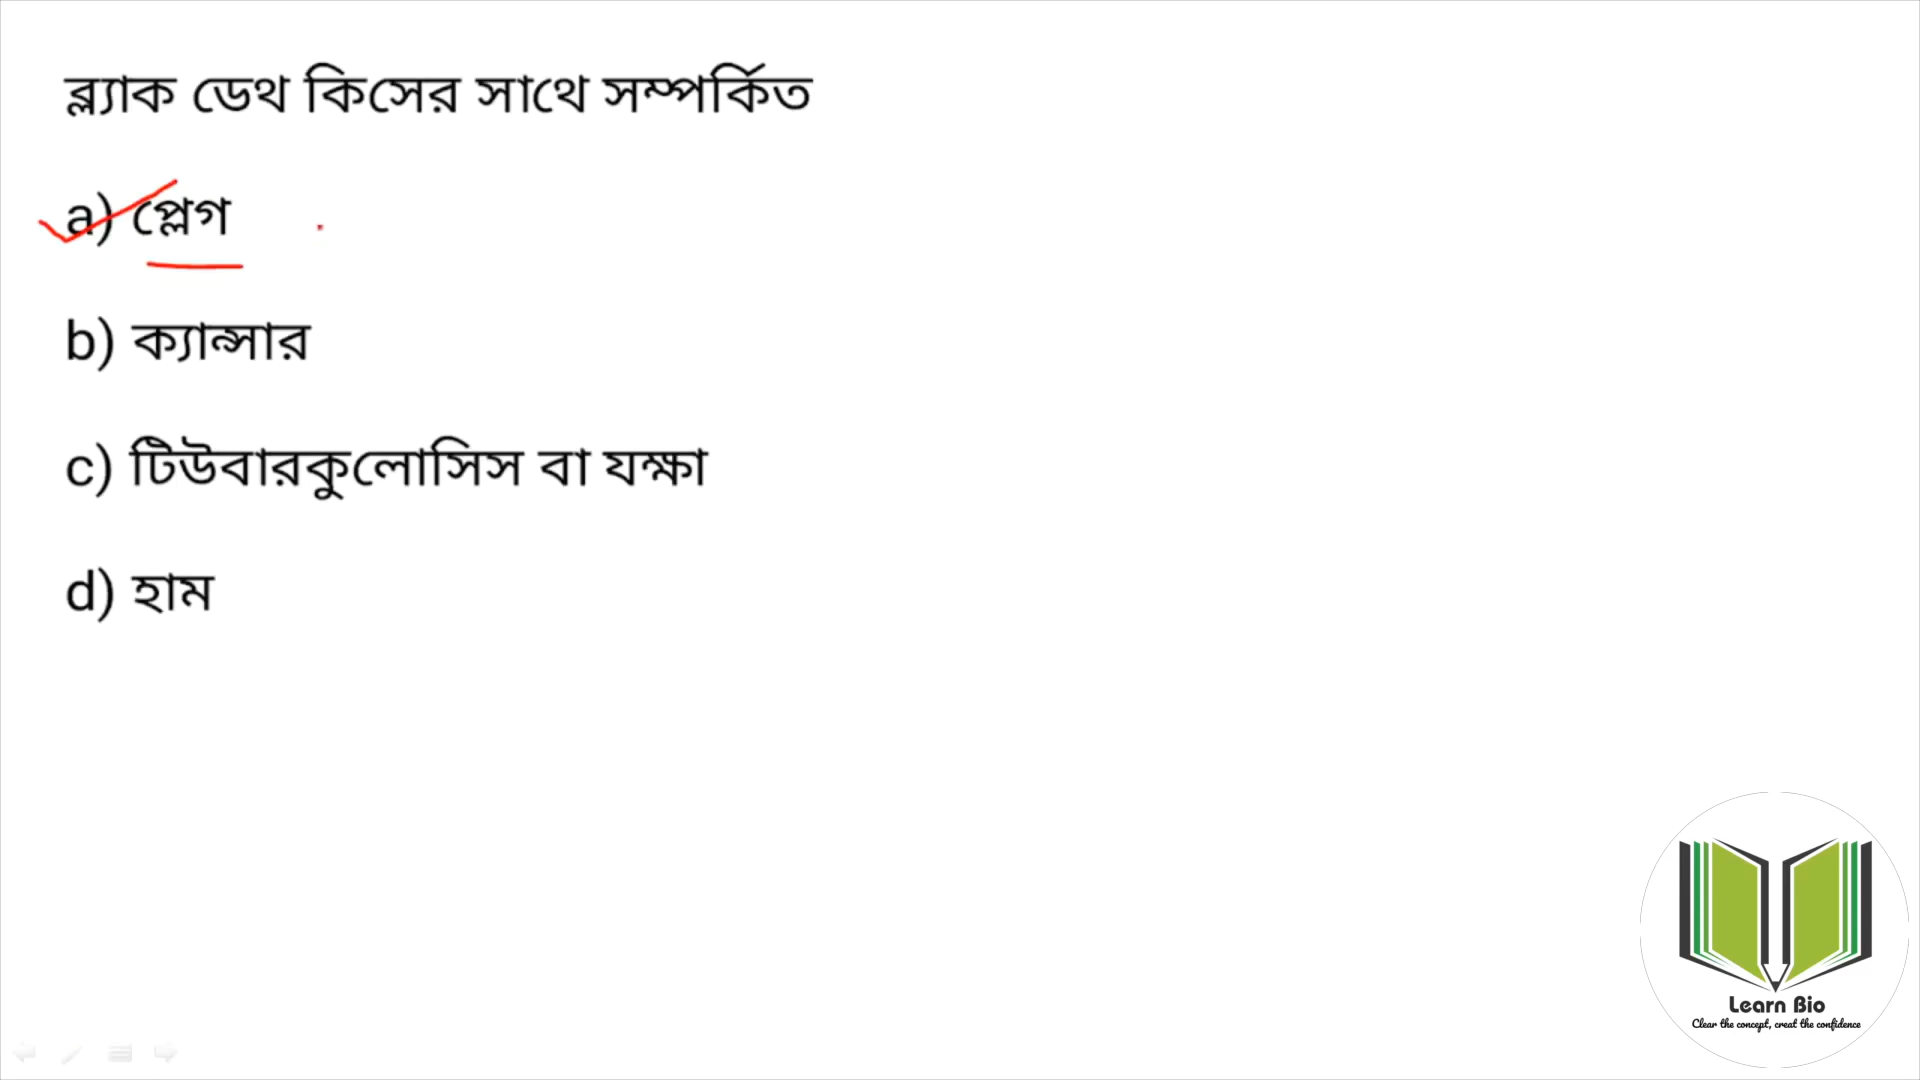 ব্ল্যাক ডেথ কিসের সাথে সম্পর্কিত
a) প্লেগ
b) ক্যান্সার
c) টিউবারকুলোসিস বা যক্ষা
d) হাম
Learn Bio
Clear the concept, creat the confidence